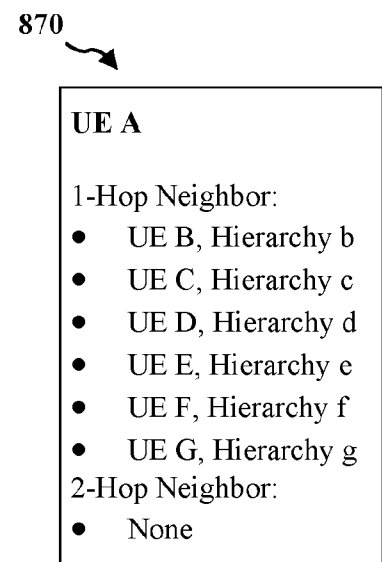 870
UE A
1-Hop Neighbor:
● UE B, Hierarchy b
● UE C, Hierarchy c
● UE D, Hierarchy d
● UE E, Hierarchy e
● UE F, Hierarchy f
● UE G, Hierarchy g
2-Hop Neighbor:
● None